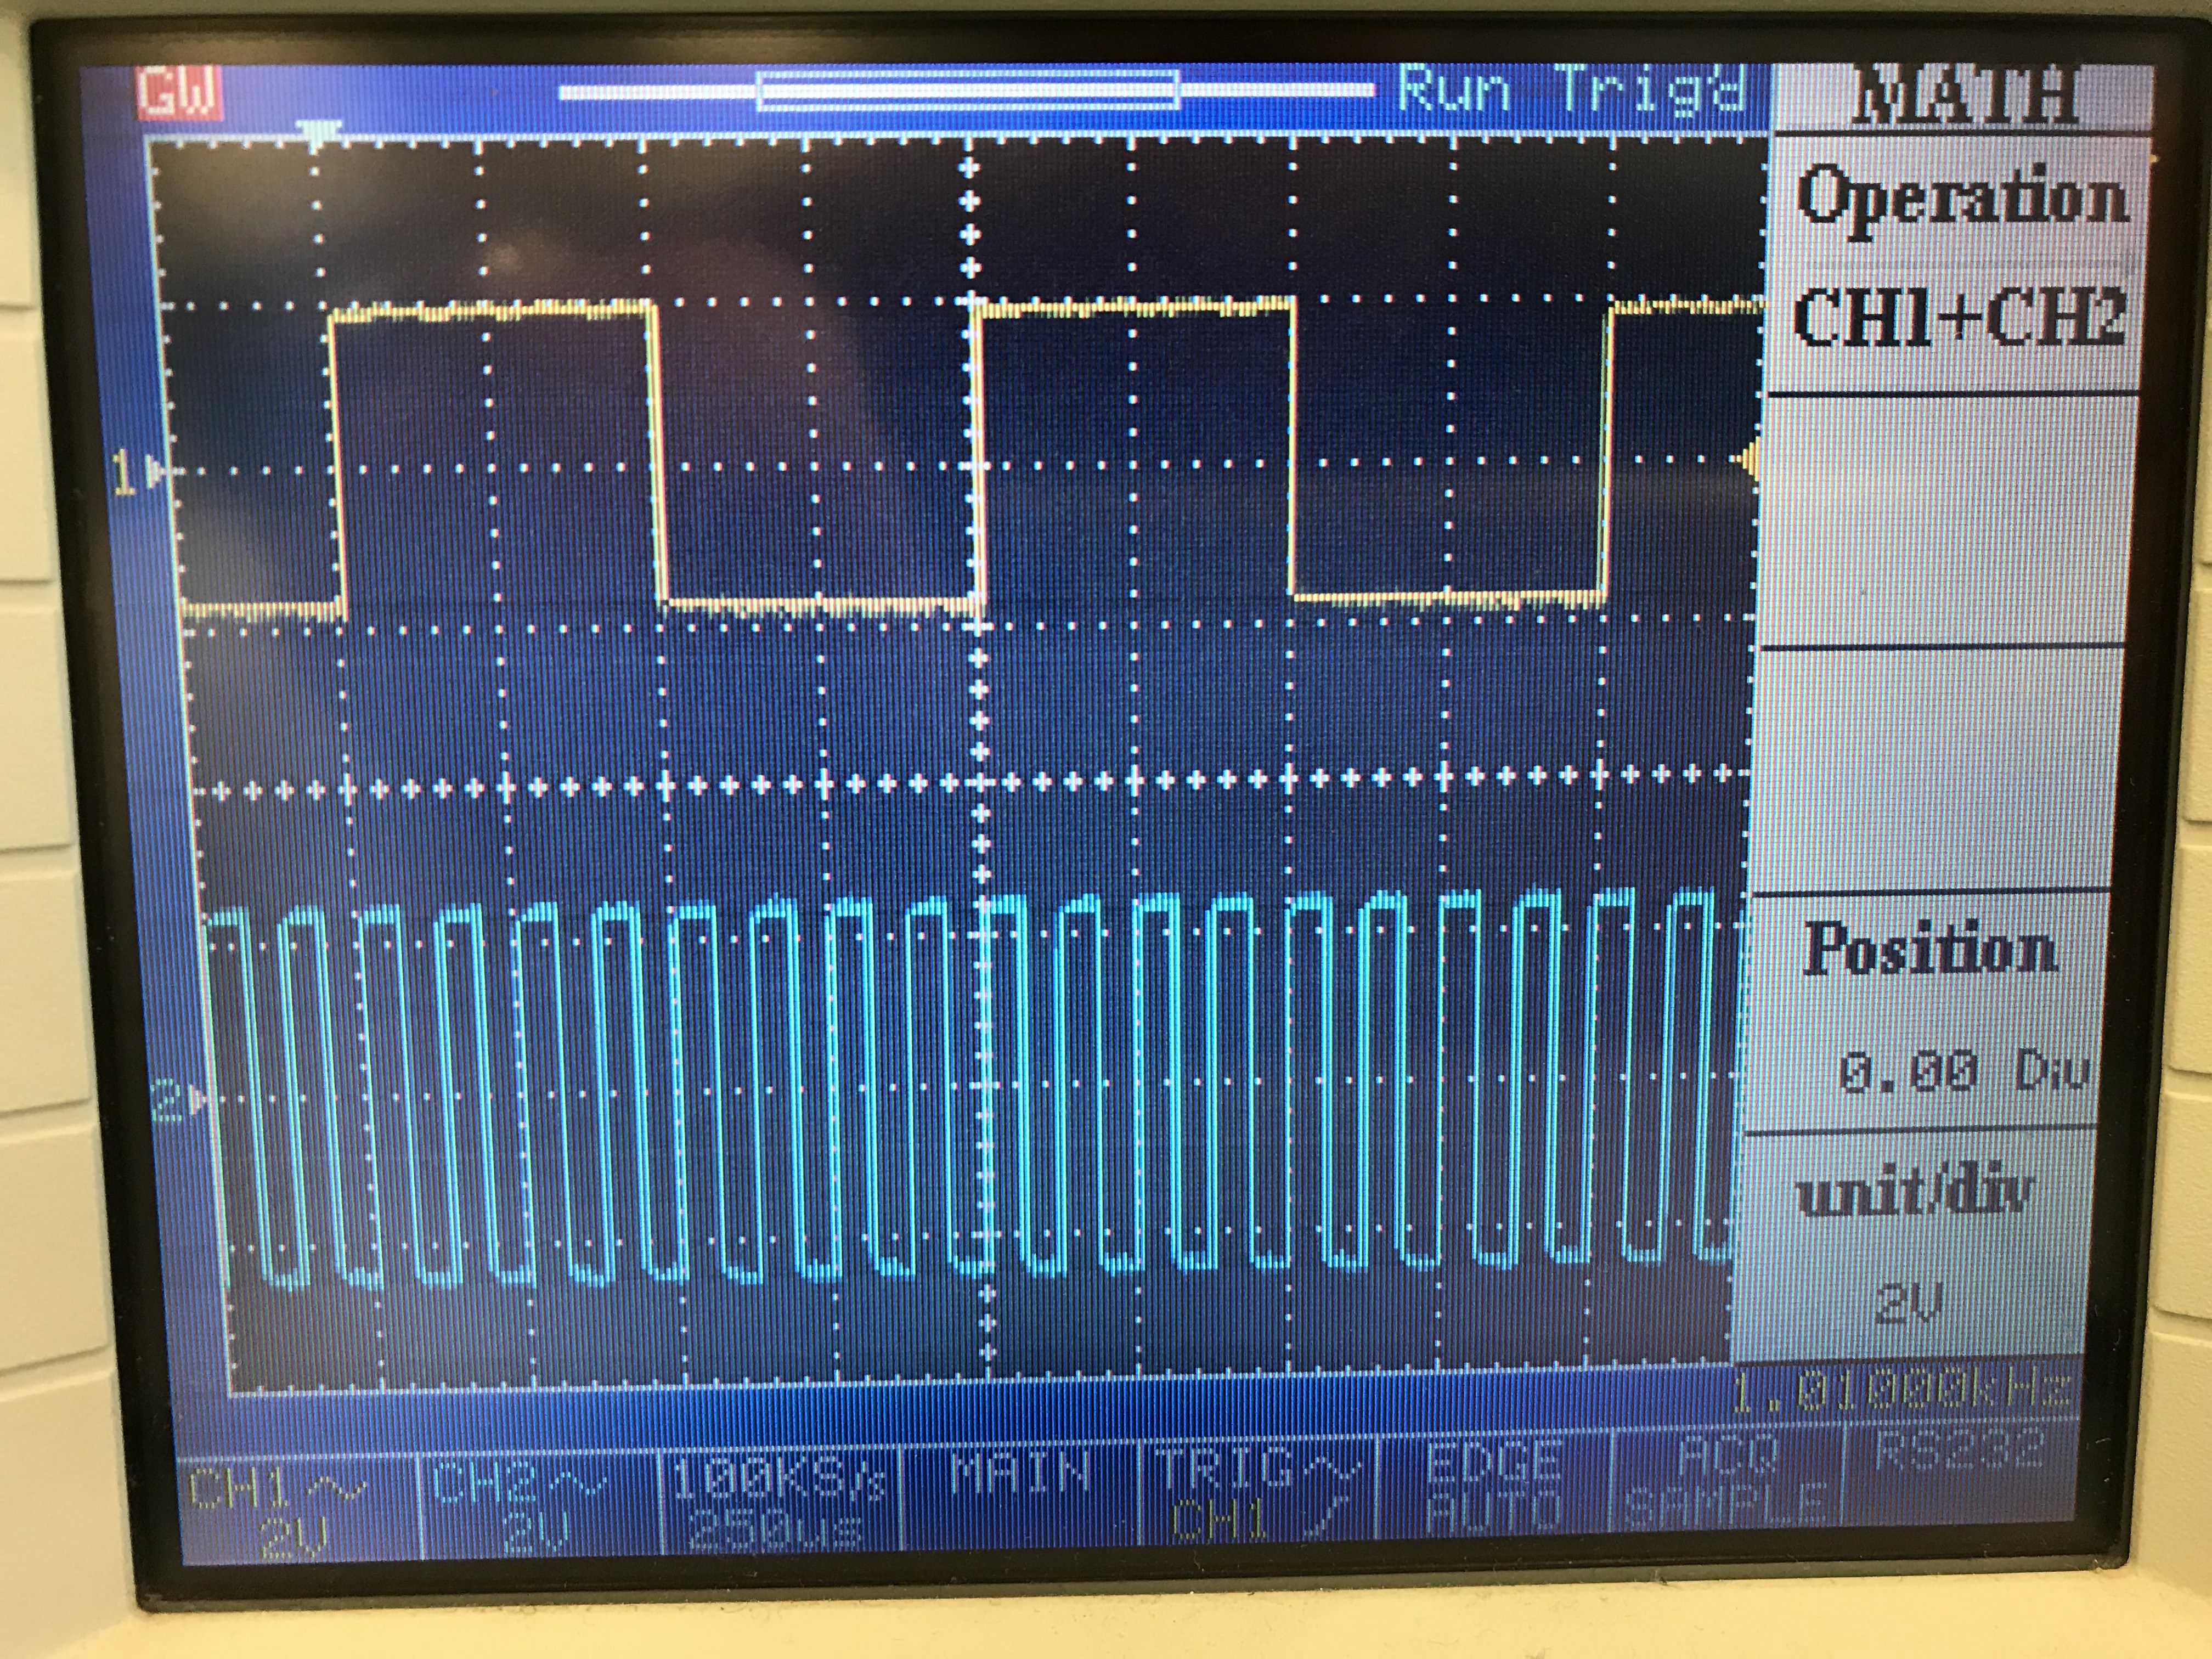 GW
Run Trig'd
MATH
Operation
CH1+CH2
1
Position
0.00 Div
2
unit/div
2V
1.01000kHz
CH1 CH2 100KS/s MAIN TRIG EDGE ACQ RS232
2V 2V 250us CH1 AUTO SAMPLE